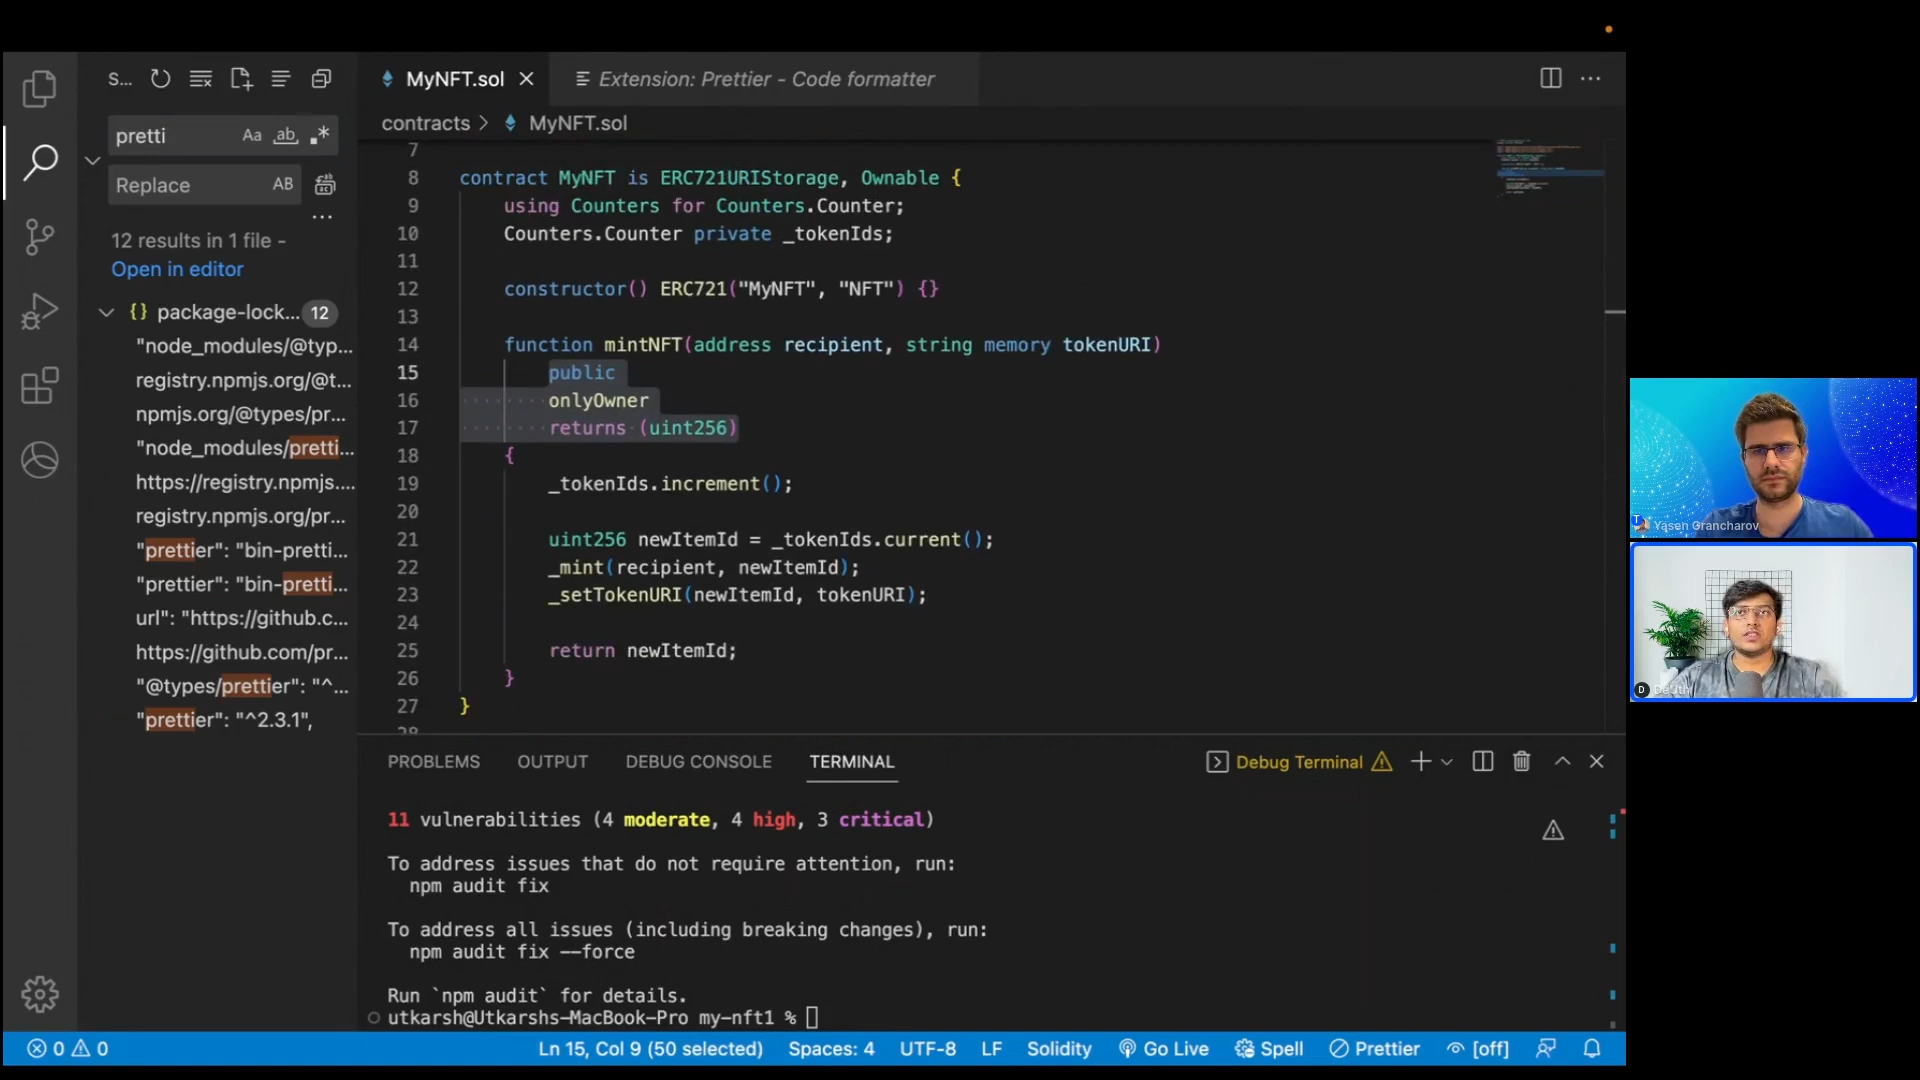 S...
MyNFT.sol
Extension: Prettier - Code formatter
pretti
Aa
ab
.*
Replace
AB
...
12 results in 1 file -
Open in editor
{} package-lock... 12
"node_modules/@typ...
registry.npmjs.org/@t...
npmjs.org/@types/pr...
"node_modules/pretti...
https://registry.npmjs....
registry.npmjs.org/pr...
"prettier": "bin-pretti...
"prettier": "bin-pretti...
url": "https://github.c...
https://github.com/pr...
"@types/prettier": "^...
"prettier": "^2.3.1",
contracts > MyNFT.sol
7
8 contract MyNFT is ERC721URIStorage, Ownable {
9 using Counters for Counters.Counter;
10 Counters.Counter private _tokenIds;
11
12 constructor() ERC721("MyNFT", "NFT") {}
13
14 function mintNFT(address recipient, string memory tokenURI)
15 public
16 onlyOwner
17 returns (uint256)
18 {
19 _tokenIds.increment();
20
21 uint256 newItemId = _tokenIds.current();
22 _mint(recipient, newItemId);
23 _setTokenURI(newItemId, tokenURI);
24
25 return newItemId;
26 }
27 }
28
PROBLEMS OUTPUT DEBUG CONSOLE TERMINAL
Debug Terminal
11 vulnerabilities (4 moderate, 4 high, 3 critical)
To address issues that do not require attention, run:
npm audit fix
To address all issues (including breaking changes), run:
npm audit fix --force
Run `npm audit` for details.
utkarsh@Utkarshs-MacBook-Pro my-nft1 %
0 0
Ln 15, Col 9 (50 selected) Spaces: 4 UTF-8 LF Solidity Go Live Spell Prettier [off]
Yasen Grancharov
D